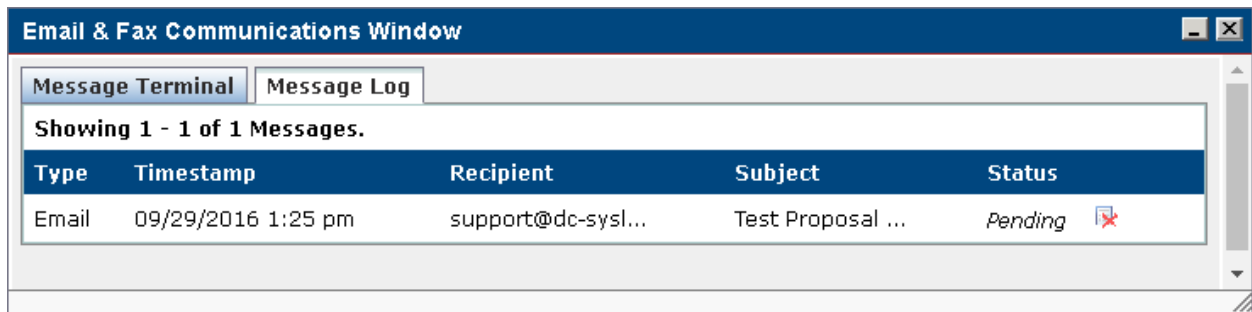 Email & Fax Communications Window
Message Terminal Message Log
Showing 1 - 1 of 1 Messages.
Type Timestamp Recipient Subject Status
Email 09/29/2016 1:25 pm support@dc-sysl... Test Proposal ... Pending